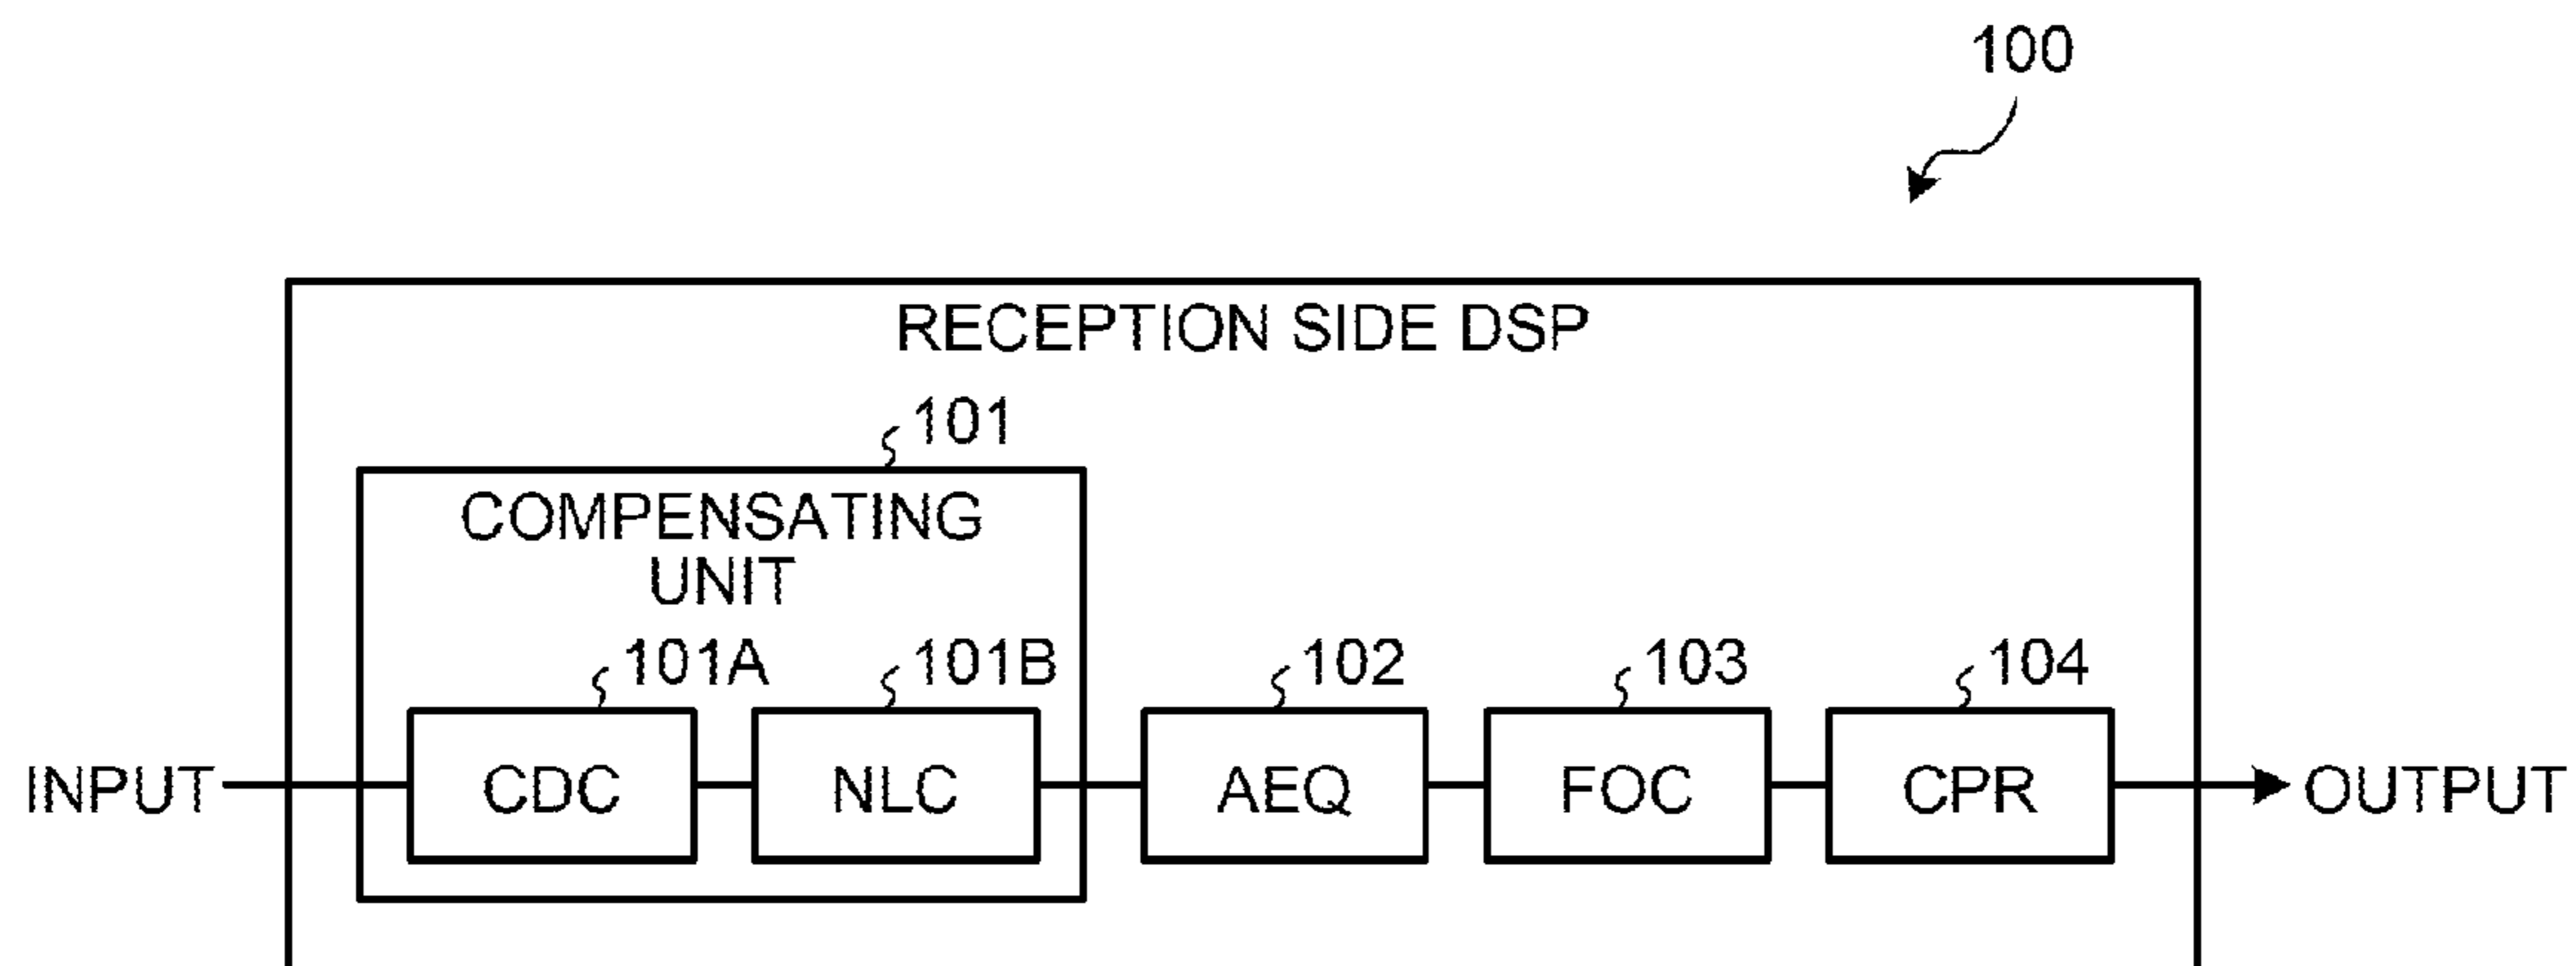 100
RECEPTION SIDE DSP
101
COMPENSATING
UNIT
101A
101B
102
103
104
INPUT
CDC
NLC
AEQ
FOC
CPR
OUTPUT